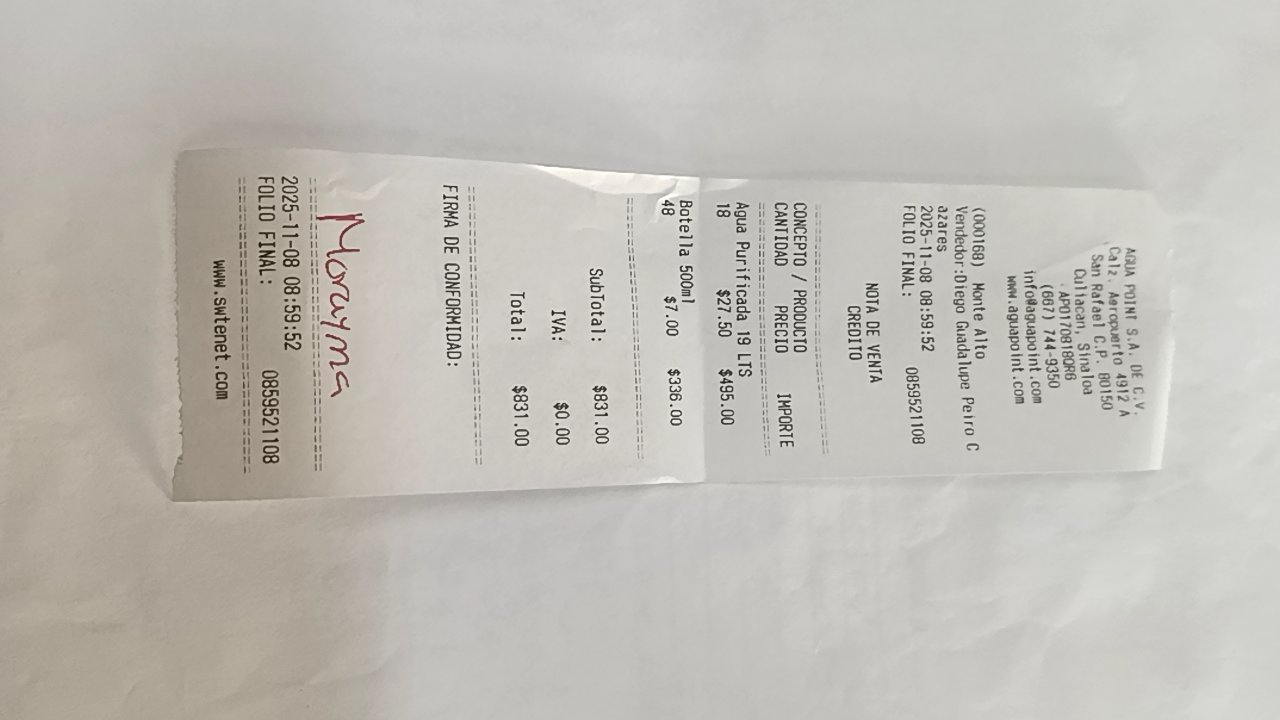 AGUA POINT S.A. DE C.V.
Calz. Aeropuerto 4912 A
San Rafael C.P. 80150
Culiacan, Sinaloa
APO1708180R6
(667) 744-9350
info@aguapoint.com
www.aguapoint.com
(000168) Monte Alto
Vendedor:Diego Guadalupe Peiro C
azares
2025-11-08 08:59:52
FOLIO FINAL: 0859521108
NOTA DE VENTA
CREDITO
CONCEPTO / PRODUCTO
CANTIDAD PRECIO IMPORTE
Agua Purificada 19 LTS
18 $27.50 $495.00
Botella 500ml
48 $7.00 $336.00
SubTotal: $831.00
IVA: $0.00
Total: $831.00
FIRMA DE CONFORMIDAD:
Morayma
2025-11-08 08:59:52
FOLIO FINAL: 0859521108
www.swtenet.com